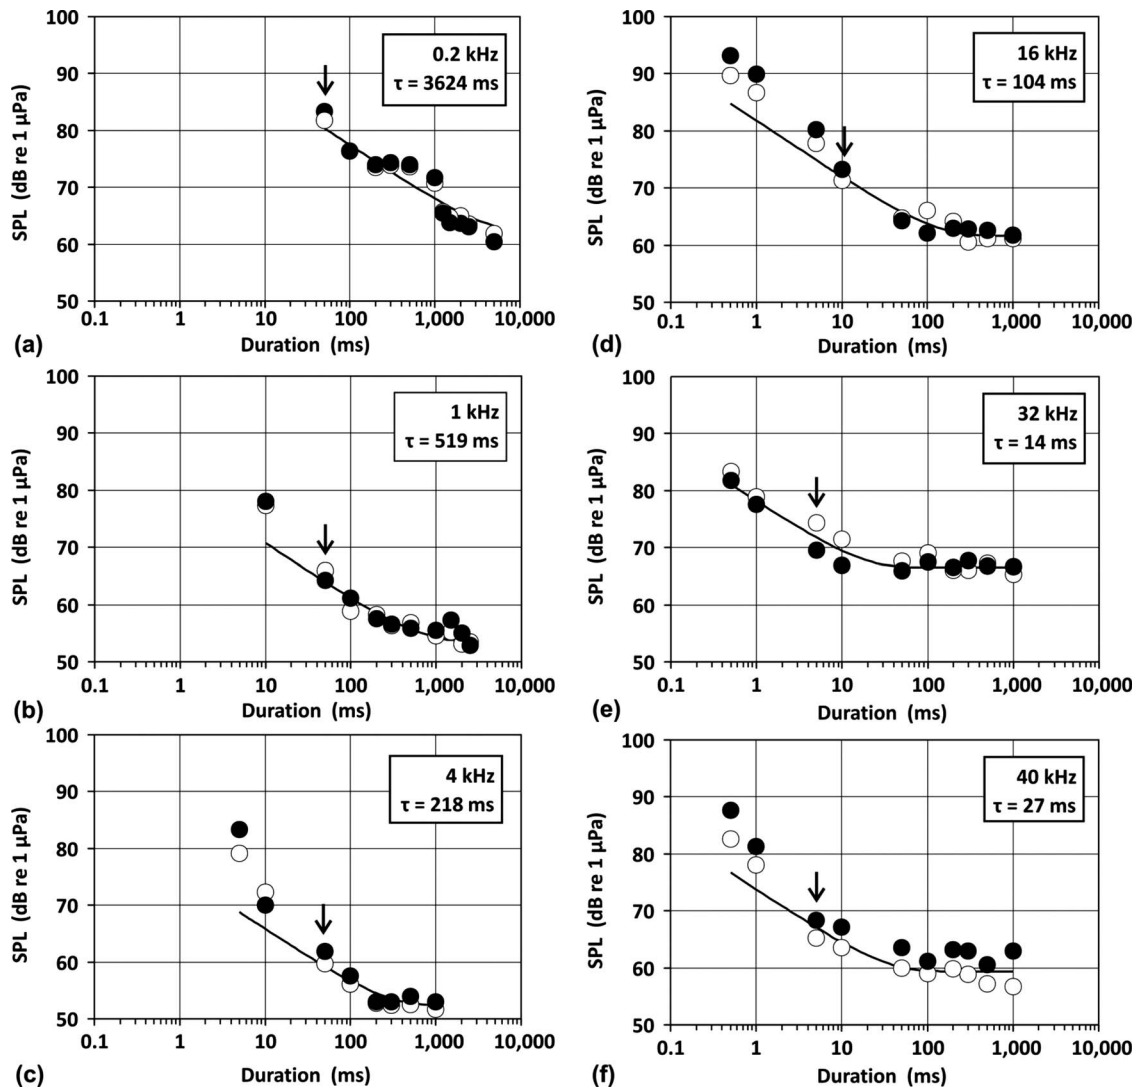 100
90
80
70
60
50
SPL (dB re 1 µPa)
0.2 kHz
τ = 3624 ms
0.1
1
10
100
1,000
10,000
Duration (ms)
(a)
100
90
80
70
60
50
SPL (dB re 1 µPa)
1 kHz
τ = 519 ms
0.1
1
10
100
1,000
10,000
Duration (ms)
(b)
100
90
80
70
60
50
SPL (dB re 1 µPa)
4 kHz
τ = 218 ms
0.1
1
10
100
1,000
10,000
Duration (ms)
(c)
100
90
80
70
60
50
SPL (dB re 1 µPa)
16 kHz
τ = 104 ms
0.1
1
10
100
1,000
10,000
Duration (ms)
(d)
100
90
80
70
60
50
SPL (dB re 1 µPa)
32 kHz
τ = 14 ms
0.1
1
10
100
1,000
10,000
Duration (ms)
(e)
100
90
80
70
60
50
SPL (dB re 1 µPa)
40 kHz
τ = 27 ms
0.1
1
10
100
1,000
10,000
Duration (ms)
(f)